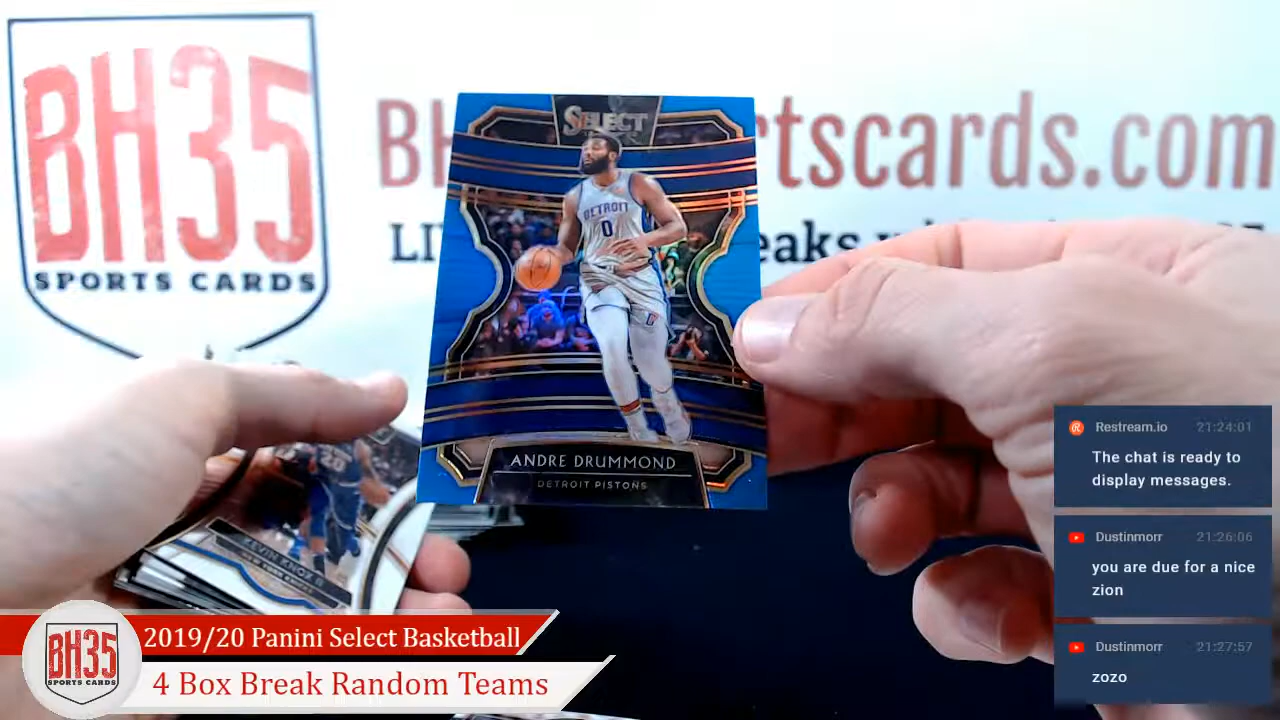 BH35
SPORTS CARDS
BH
rtscards.com
LI
eaks
SELECT
DETROIT
0
ANDRE DRUMMOND
DETROIT PISTONS
20
KEVIN KNOX II
NEW YORK KNICKS
Restream.io 21:24:01
The chat is ready to
display messages.
Dustinmorr 21:26:06
you are due for a nice
zion
Dustinmorr 21:27:57
zozo
BH35
SPORTS CARDS
2019/20 Panini Select Basketball
4 Box Break Random Teams